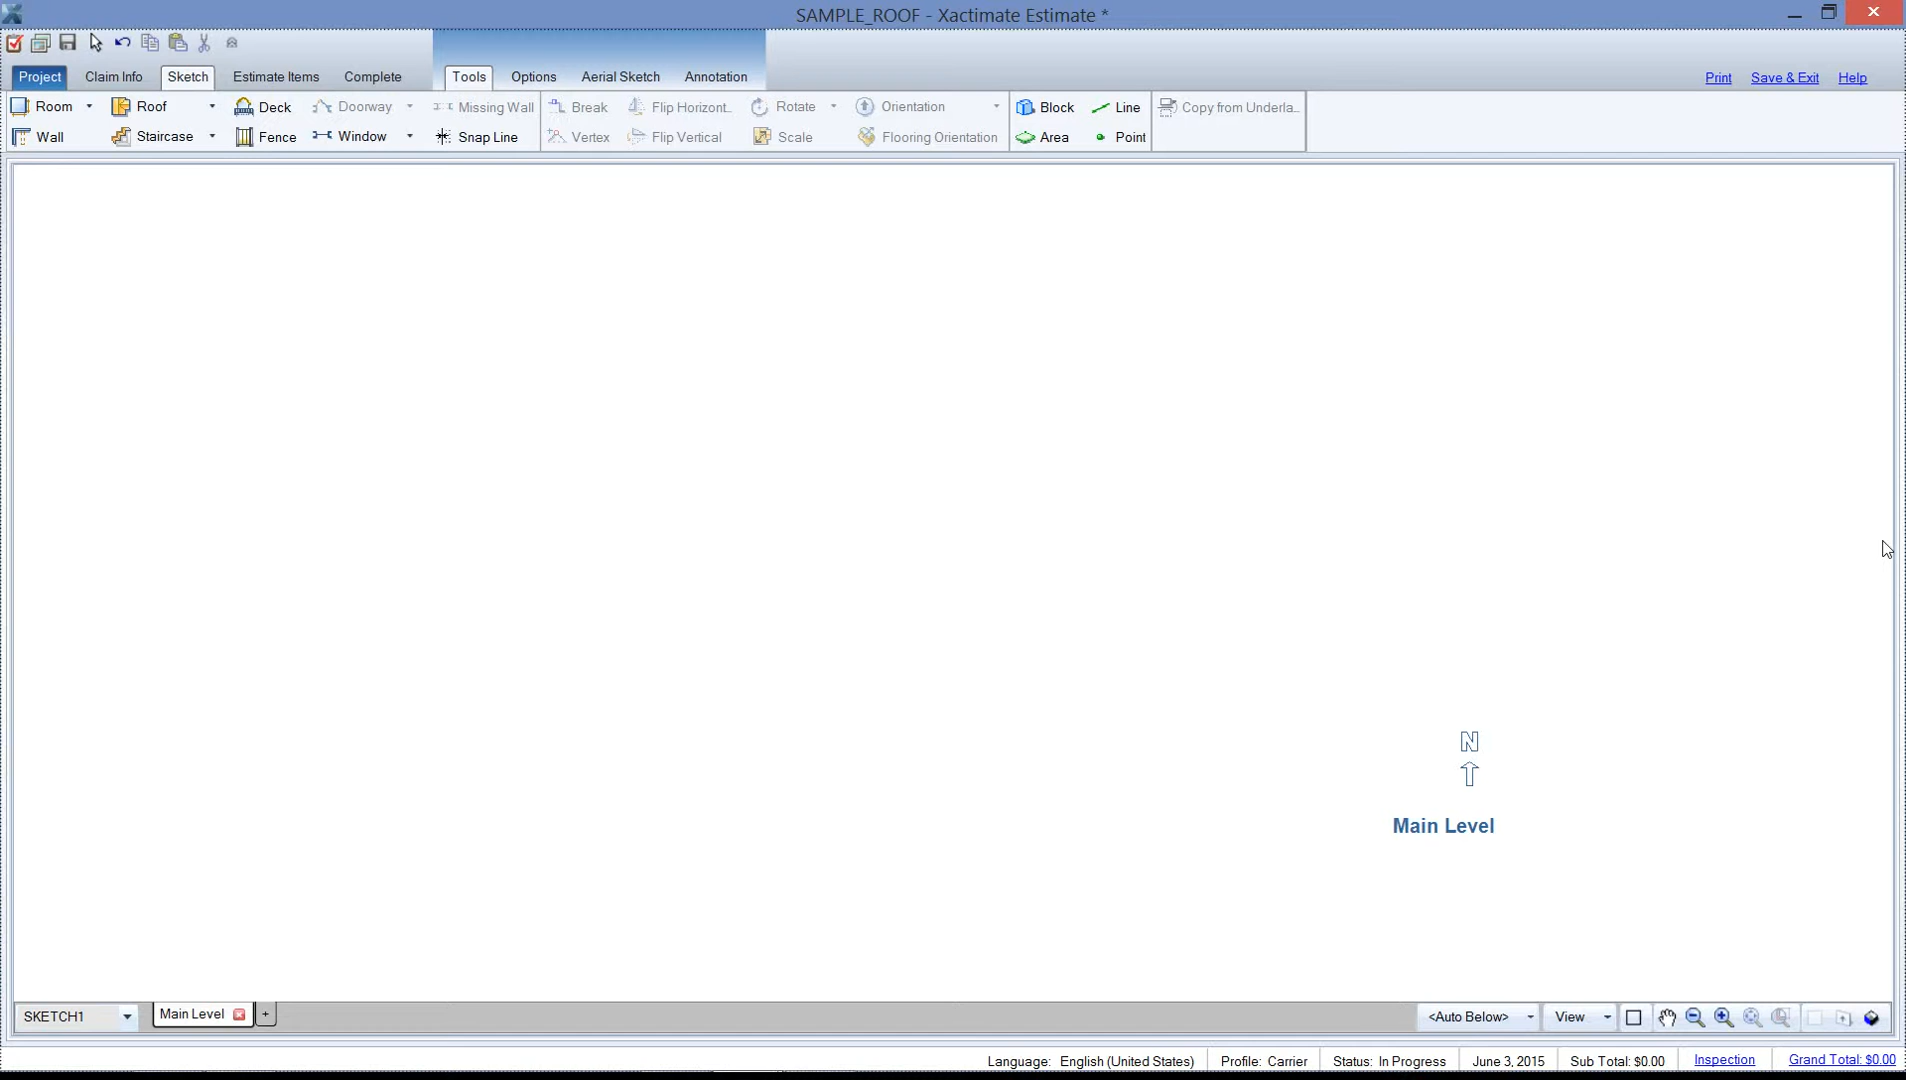 SAMPLE_ROOF - Xactimate Estimate *
Project Claim Info Sketch Estimate Items Complete Tools Options Aerial Sketch Annotation Print Save & Exit Help
Room Roof Deck Doorway Missing Wall Break Flip Horizont.. Rotate Orientation Block Line Copy from Underla...
Wall Staircase Fence Window Snap Line Vertex Flip Vertical Scale Flooring Orientation Area Point
N
Main Level
SKETCH1 Main Level + <Auto Below> View
Language: English (United States) Profile: Carrier Status: In Progress June 3, 2015 Sub Total: $0.00 Inspection Grand Total: $0.00